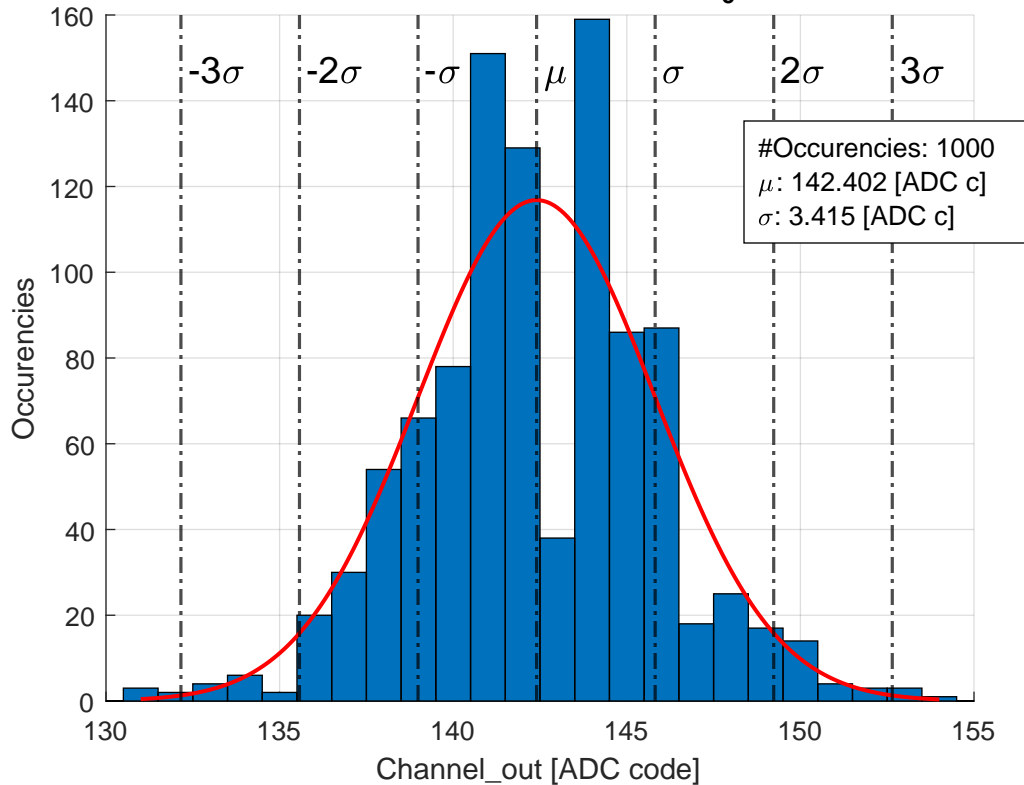 160
140
120
100
80
60
40
20
0
-3σ
-2σ
-σ
μ
σ
2σ
3σ
#Occurencies: 1000
μ: 142.402 [ADC c]
σ: 3.415 [ADC c]
Occurencies
130
135
140
145
150
155
Channel_out [ADC code]